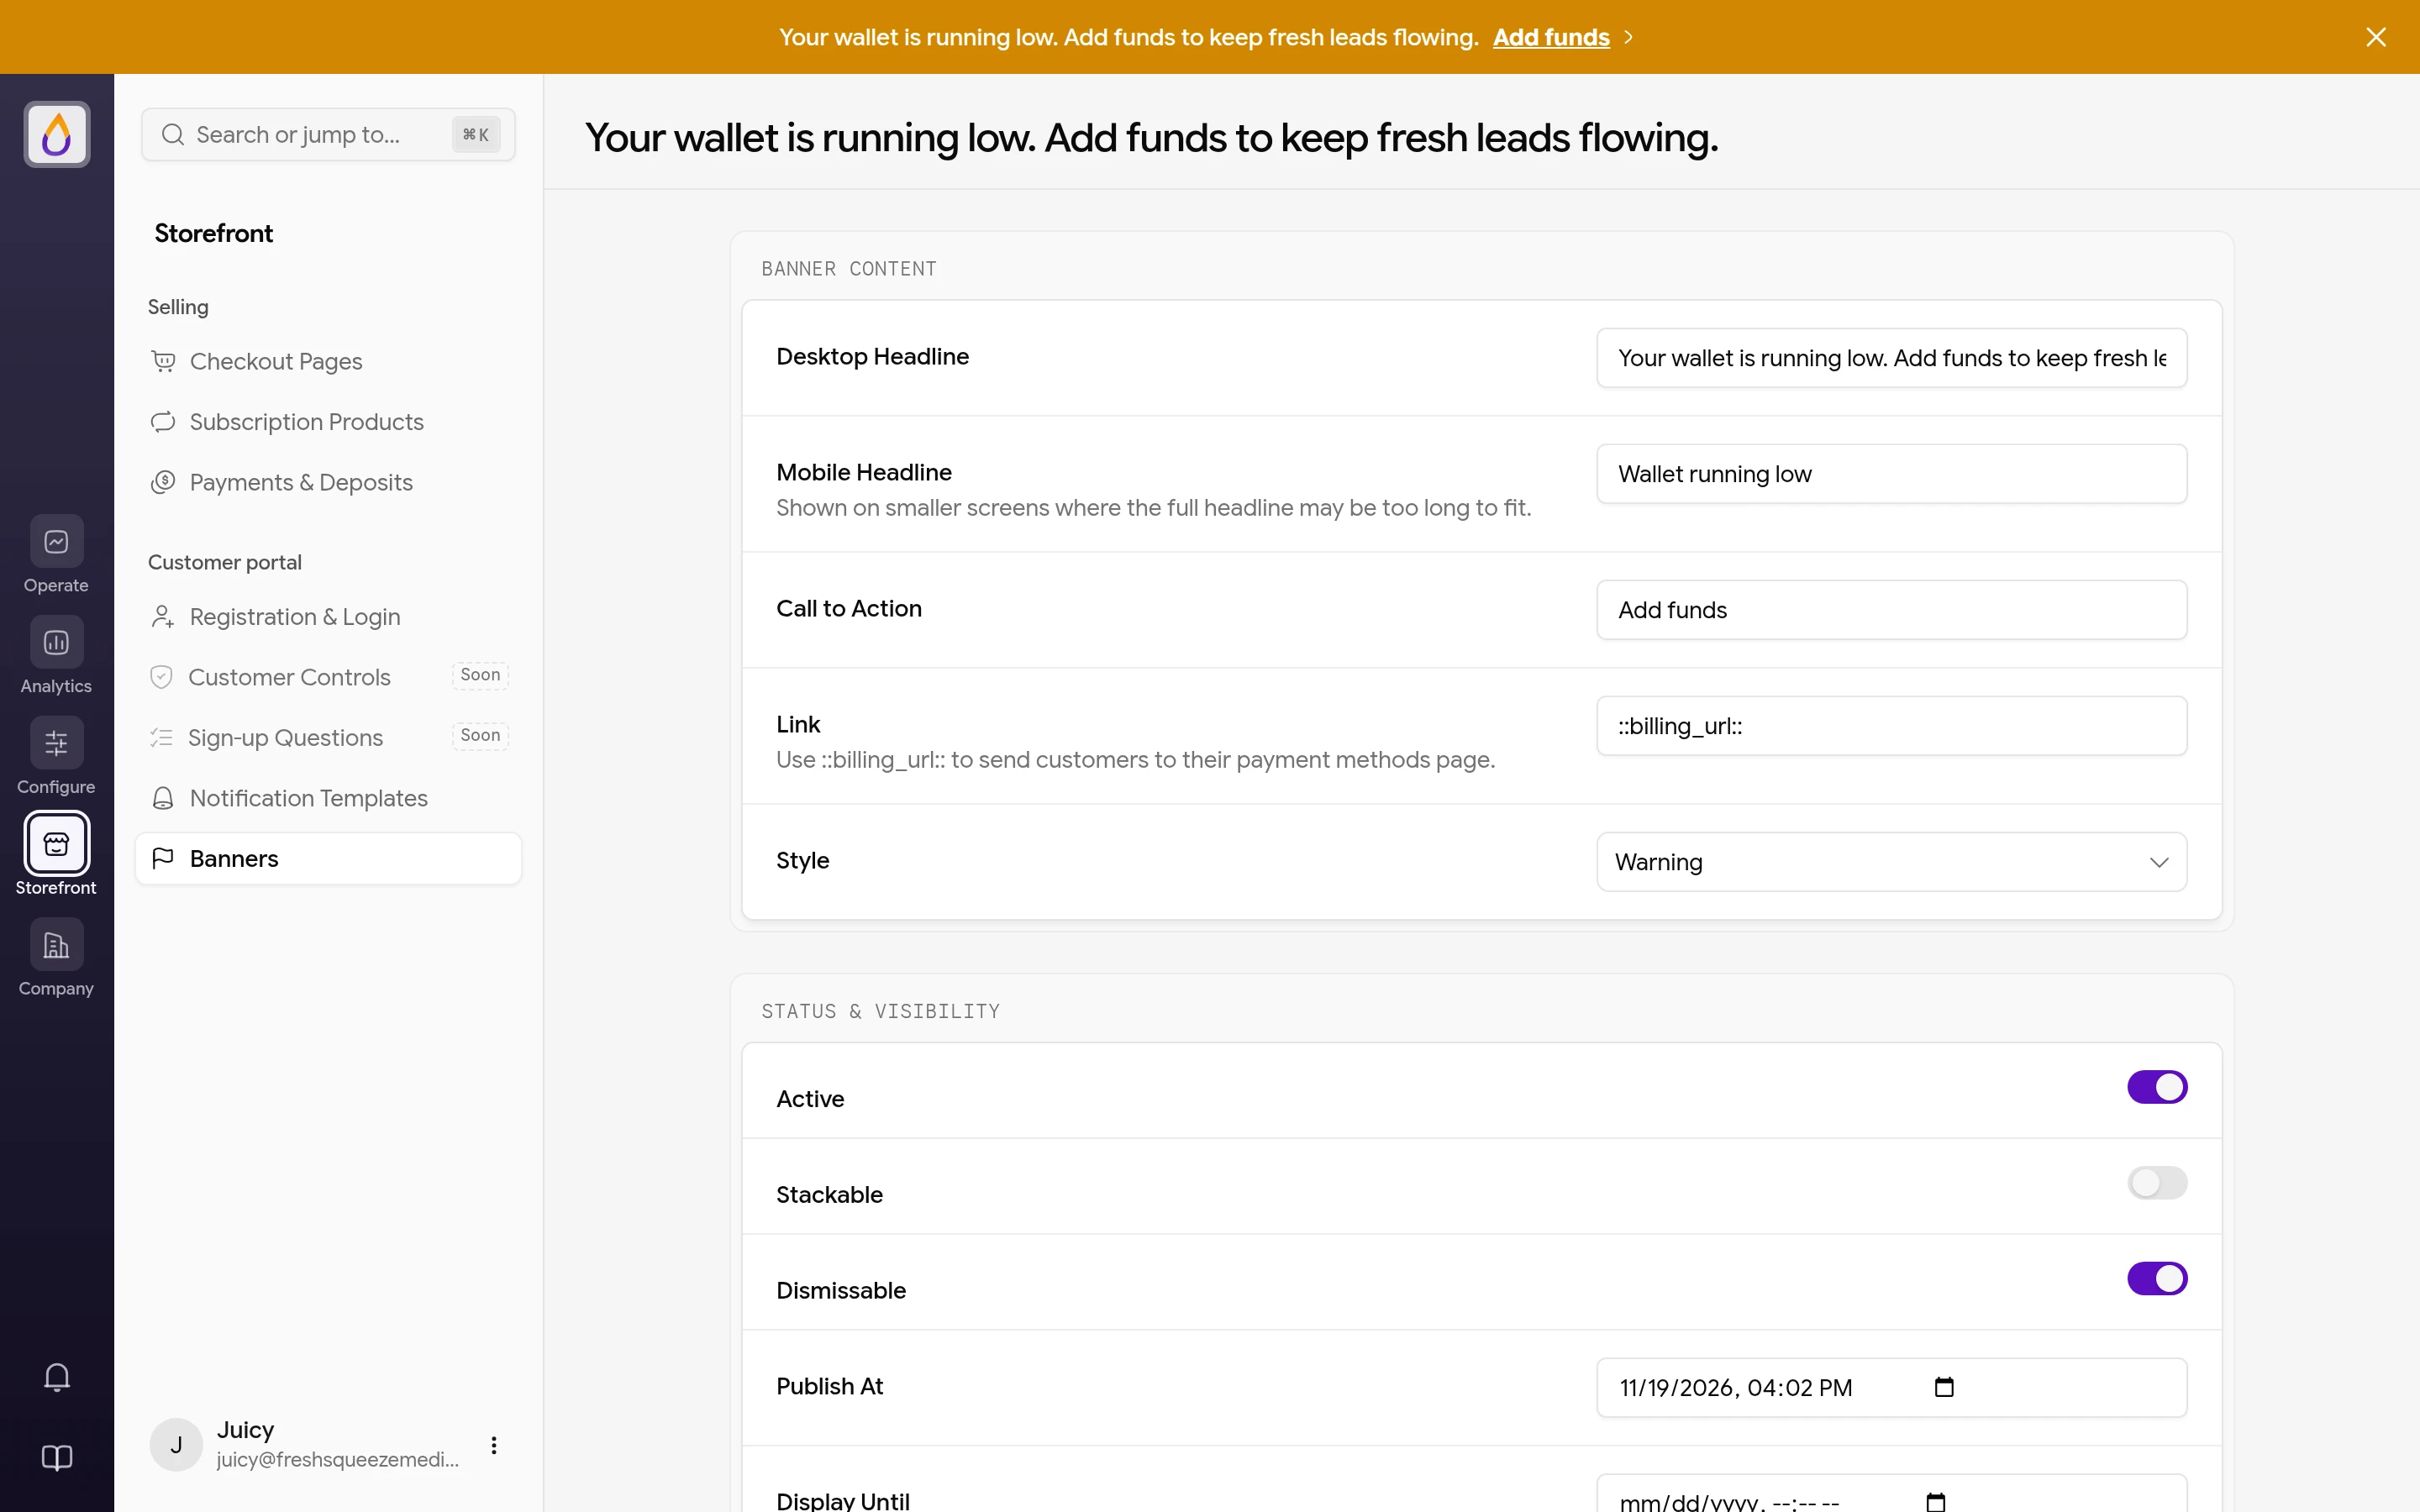 Your wallet is running low. Add funds to keep fresh leads flowing. Add funds
Search or jump to... ⌘ K
Storefront
Selling
Checkout Pages
Subscription Products
Payments & Deposits
Customer portal
Registration & Login
Customer Controls Soon
Sign-up Questions Soon
Notification Templates
Banners
Operate
Analytics
Configure
Storefront
Company
J
Juicy
juicy@freshsqueezemedi...
Your wallet is running low. Add funds to keep fresh leads flowing.
BANNER CONTENT
Desktop Headline
Your wallet is running low. Add funds to keep fresh le
Mobile Headline
Shown on smaller screens where the full headline may be too long to fit.
Wallet running low
Call to Action
Add funds
Link
Use ::billing_url:: to send customers to their payment methods page.
::billing_url::
Style
Warning
STATUS & VISIBILITY
Active
Stackable
Dismissable
Publish At
11/19/2026, 04:02 PM
Display Until
mm/dd/yyyy, --:-- --